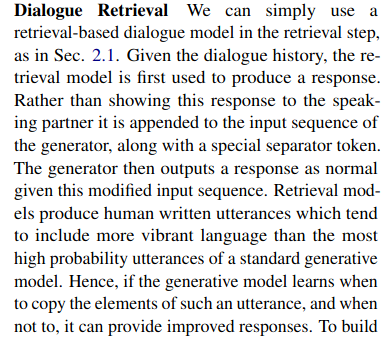 Dialogue Retrieval We can simply use a
retrieval-based dialogue model in the retrieval step,
as in Sec. 2.1. Given the dialogue history, the re-
trieval model is first used to produce a response.
Rather than showing this response to the speak-
ing partner it is appended to the input sequence of
the generator, along with a special separator token.
The generator then outputs a response as normal
given this modified input sequence. Retrieval mod-
els produce human written utterances which tend
to include more vibrant language than the most
high probability utterances of a standard generative
model. Hence, if the generative model learns when
to copy the elements of such an utterance, and when
not to, it can provide improved responses. To build